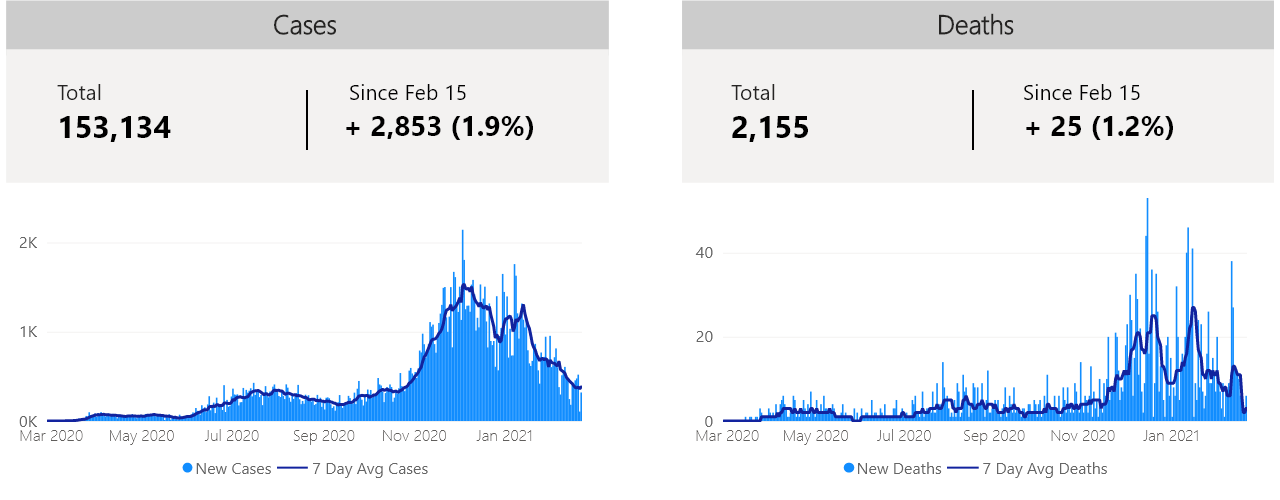 Cases
Total
Since Feb 15
153,134
+ 2,853 (1.9%)
2K
1K
0K
Mar 2020 May 2020 Jul 2020 Sep 2020 Nov 2020 Jan 2021
New Cases 7 Day Avg Cases
Deaths
Total
Since Feb 15
2,155
+ 25 (1.2%)
40
20
0
Mar 2020 May 2020 Jul 2020 Sep 2020 Nov 2020 Jan 2021
New Deaths 7 Day Avg Deaths